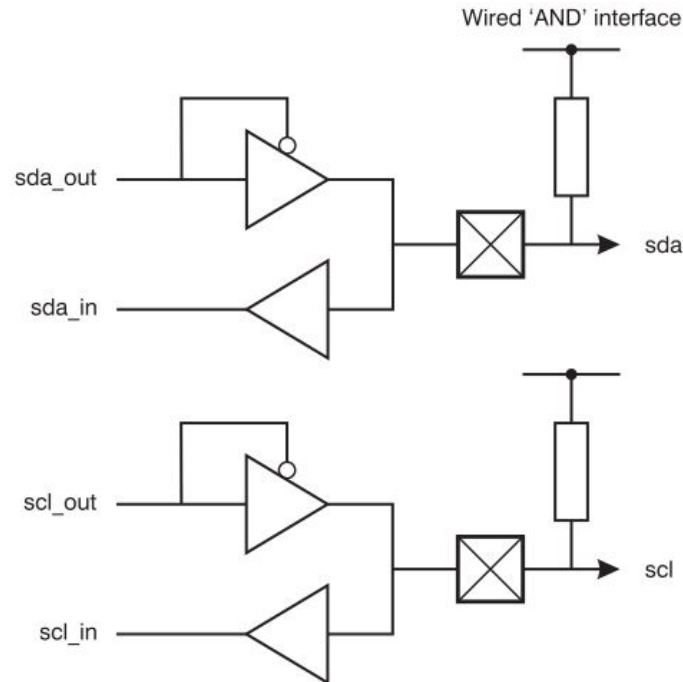 Wired ‘AND’ interface
sda_out
sda
sda_in
scl_out
scl
scl_in